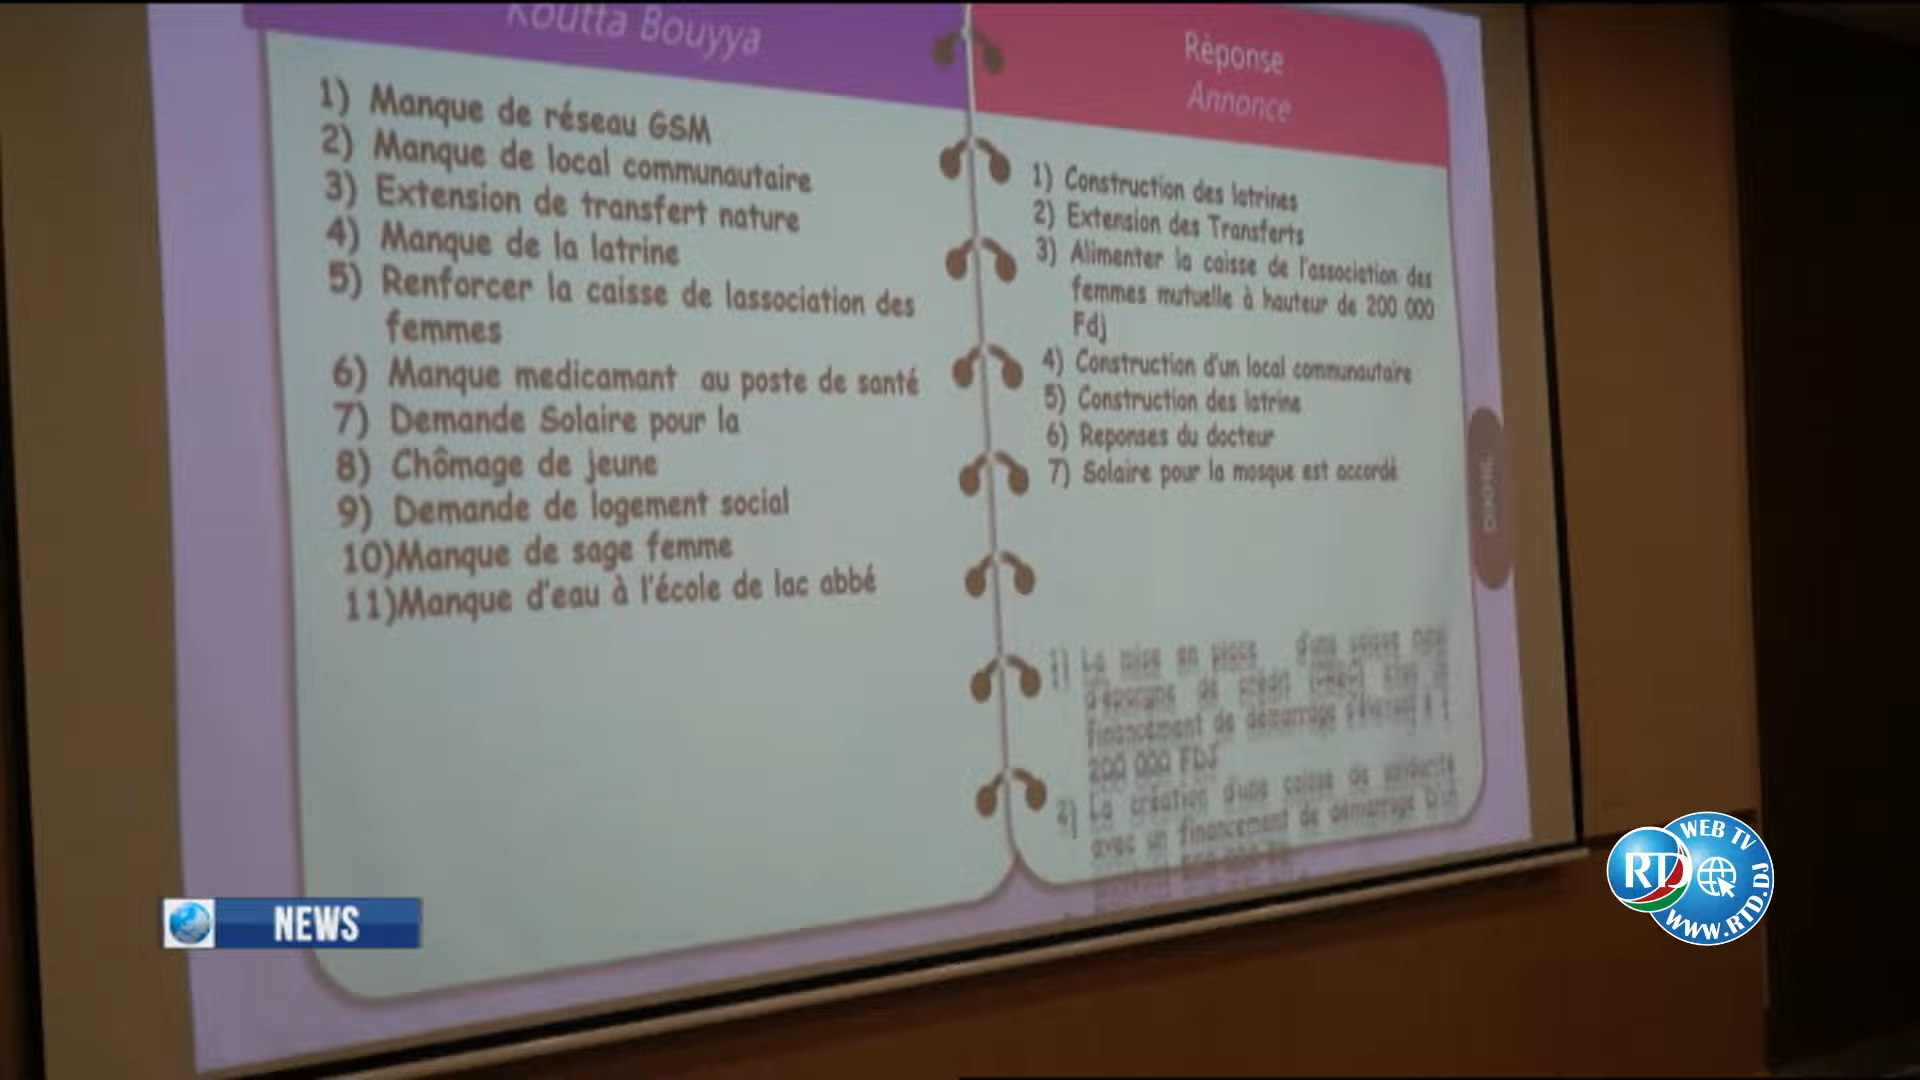 Koutta Bouyya
1) Manque de réseau GSM
2) Manque de local communautaire
3) Extension de transfert nature
4) Manque de la latrine
5) Renforcer la caisse de lassociation des
femmes
6) Manque medicamant au poste de santé
7) Demande Solaire pour la
8) Chômage de jeune
9) Demande de logement social
10)Manque de sage femme
11)Manque d'eau à l'école de lac abbé
Réponse
Annonce
1) Construction des latrines
2) Extension des Transferts
3) Alimenter la caisse de l'association des
femmes mutuelle à hauteur de 200 000
Fdj
4) Construction d'un local communautaire
5) Construction des latrine
6) Reponses du docteur
7) Solaire pour la mosque est accordé
1) La mise en place d'une
d'épargne de crédit
financement de démarrage
200 000 FDJ
2) La création d'une caisse de
avec un financement de démarrage
NEWS
WEB TV
RTD
WWW.RTD.DJ